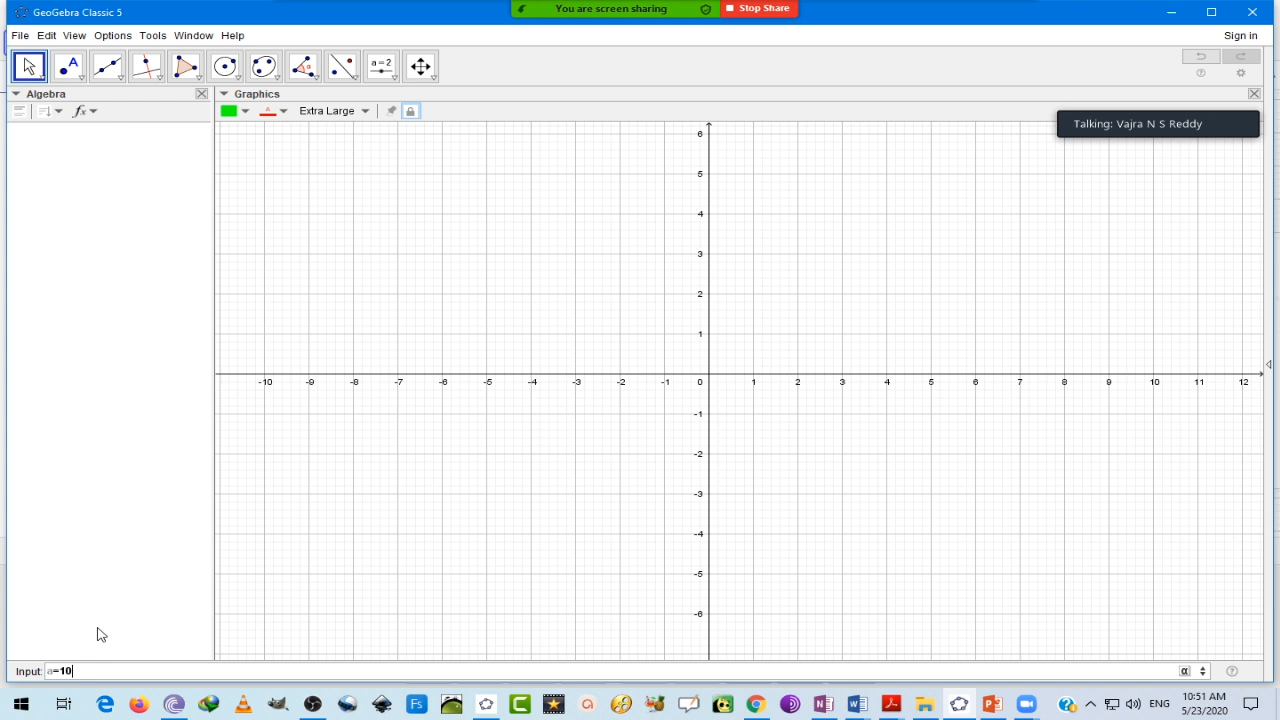 GeoGebra Classic 5
You are screen sharing
Stop Share
File Edit View Options Tools Window Help
Sign in
A
a = 2
Algebra
Graphics
fx
A
Extra Large
Talking: Vajra N S Reddy
6
5
4
3
2
1
-10 -9 -8 -7 -6 -5 -4 -3 -2 -1 0 1 2 3 4 5 6 7 8 9 10 11 12
-1
-2
-3
-4
-5
-6
Input: a=10
α
Fs
ENG
10:51 AM
5/23/2020